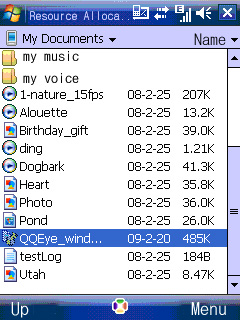 Resource Alloca..
My Documents Name
my music
my voice
1-nature_15fps 08-2-25 207K
Alouette 08-2-25 13.2K
Birthday_gift 08-2-25 39.0K
ding 08-2-25 1.21K
Dogbark 08-2-25 41.3K
Heart 08-2-25 35.8K
Photo 08-2-25 36.0K
Pond 08-2-25 26.0K
QQEye_wind... 09-2-20 485K
testLog 08-2-25 184B
Utah 08-2-25 8.47K
Up Menu